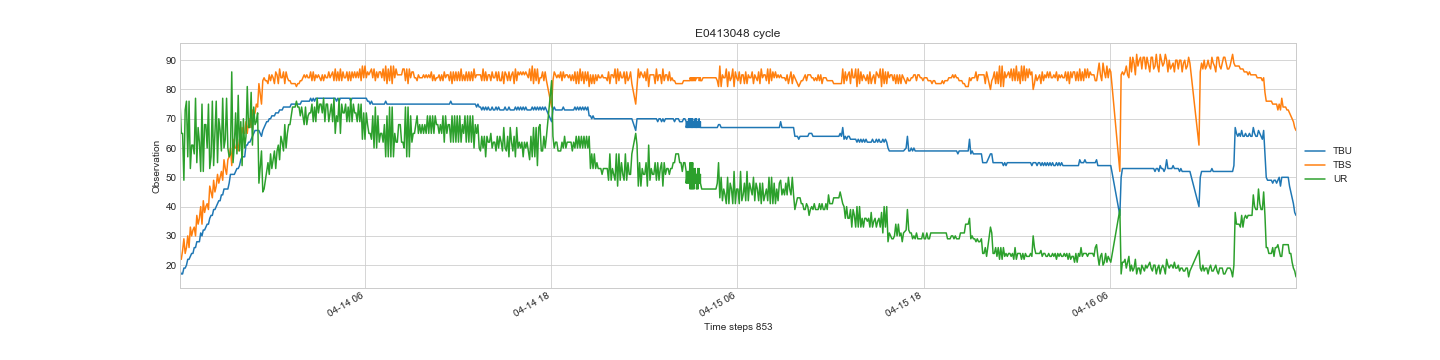 E0413048 cycle
Observation
90
80
70
60
50
40
30
20
04-14 06
04-14 18
04-15 06
04-15 18
04-16 06
Time steps 853
TBU
TBS
UR